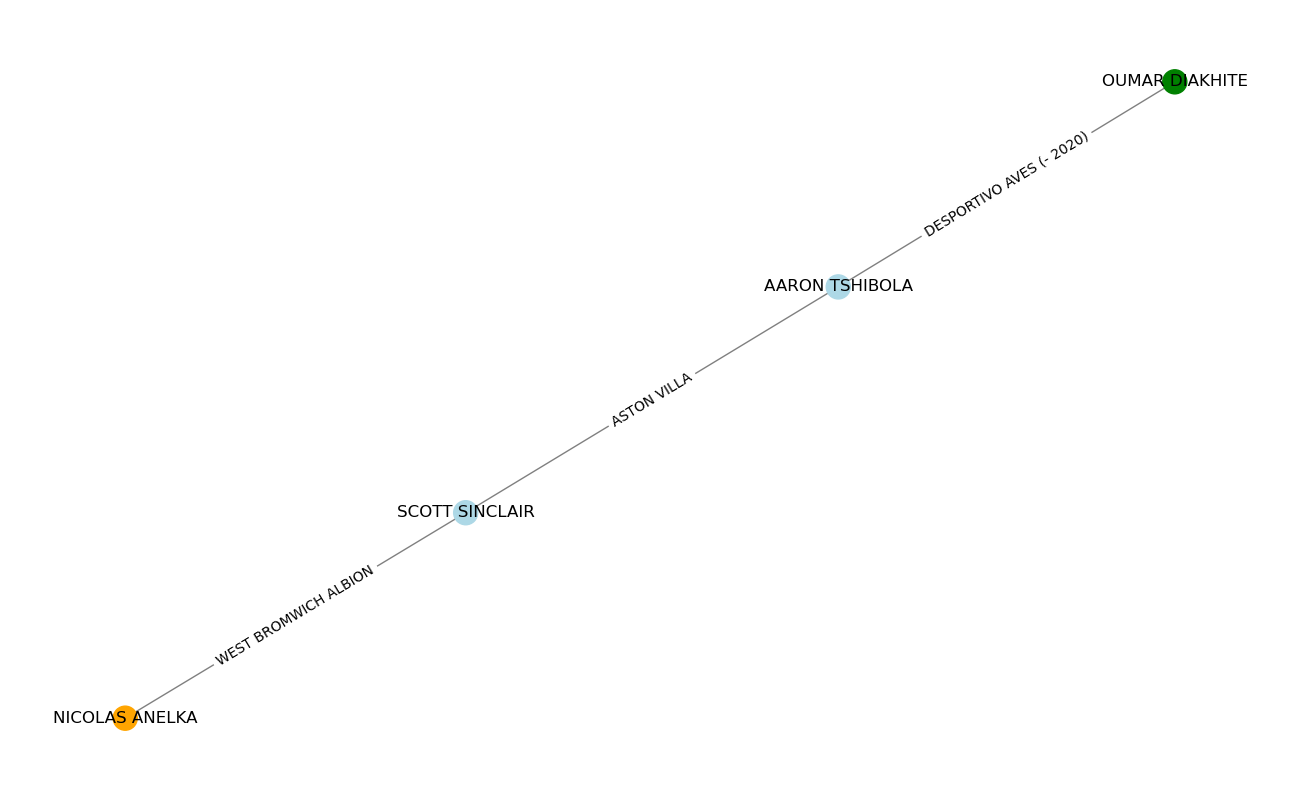 OUMAR DIAKHITE
DESPORTIVO AVES (- 2020)
AARON TSHIBOLA
ASTON VILLA
SCOTT SINCLAIR
WEST BROMWICH ALBION
NICOLAS ANELKA